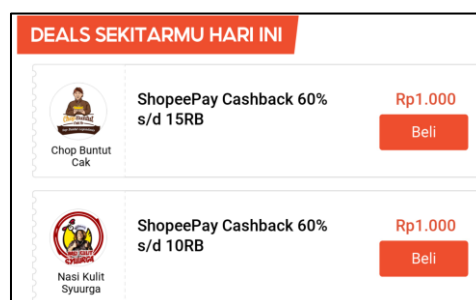 DEALS SEKITARMU HARI INI
ShopeePay Cashback 60%
s/d 15RB
Rp1.000
Beli
Chop Buntut
Cak
ShopeePay Cashback 60%
s/d 10RB
Rp1.000
Beli
Nasi Kulit
Syuurga